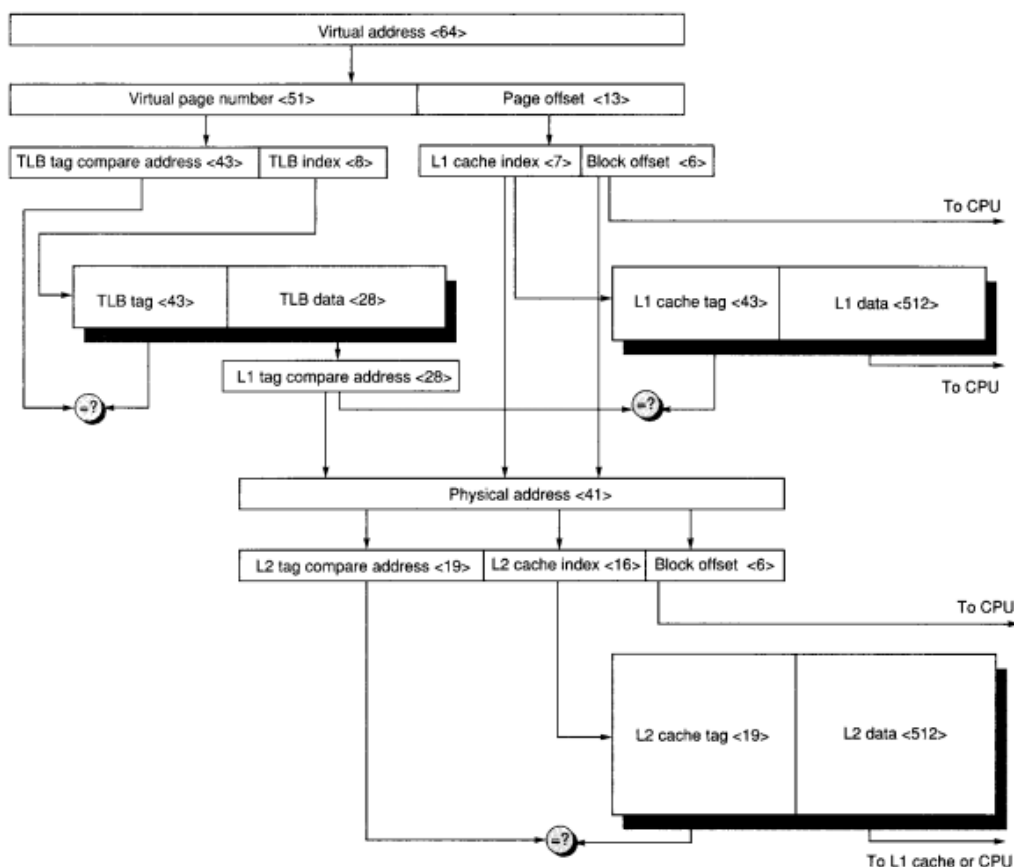 Virtual address <64>
Virtual page number <51> Page offset <13>
TLB tag compare address <43> TLB index <8> L1 cache index <7> Block offset <6>
To CPU
TLB tag <43> TLB data <28> L1 cache tag <43> L1 data <512>
L1 tag compare address <28>
To CPU
=? =?
Physical address <41>
L2 tag compare address <19> L2 cache index <16> Block offset <6>
To CPU
L2 cache tag <19> L2 data <512>
=?
To L1 cache or CPU